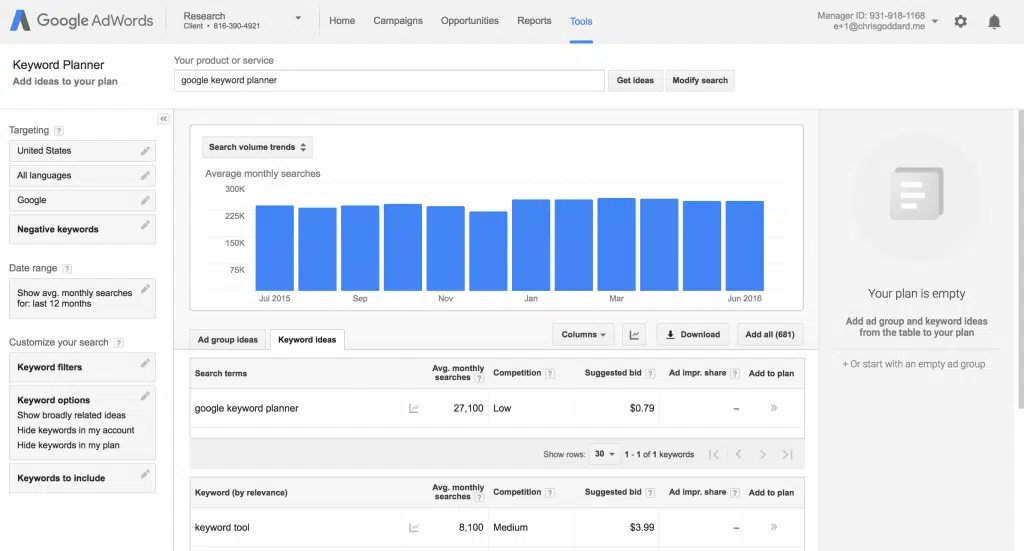 Google AdWords
Research
Client • 816-390-4921
Home Campaigns Opportunities Reports Tools
Manager ID: 931-918-1168
e+1@chrisgoddard.me
Keyword Planner
Add ideas to your plan
Your product or service
google keyword planner
Get ideas
Modify search
Targeting ?
United States
All languages
Google
Negative keywords
Date range ?
Show avg. monthly searches
for: last 12 months
Customize your search ?
Keyword filters
Keyword options
Show broadly related ideas
Hide keywords in my account
Hide keywords in my plan
Keywords to include
Search volume trends
Average monthly searches
300K
225K
150K
75K
Jul 2015 Sep Nov Jan Mar Jun 2016
Ad group ideas Keyword ideas
Columns
Download
Add all (681)
Search terms Avg. monthly searches ? Competition ? Suggested bid ? Ad impr. share ? Add to plan
google keyword planner 27,100 Low $0.79 –  »
Show rows: 30 1 - 1 of 1 keywords
Keyword (by relevance) Avg. monthly searches ? Competition ? Suggested bid ? Ad impr. share ? Add to plan
keyword tool 8,100 Medium $3.99 –  »
Your plan is empty
Add ad group and keyword ideas
from the table to your plan
+ Or start with an empty ad group